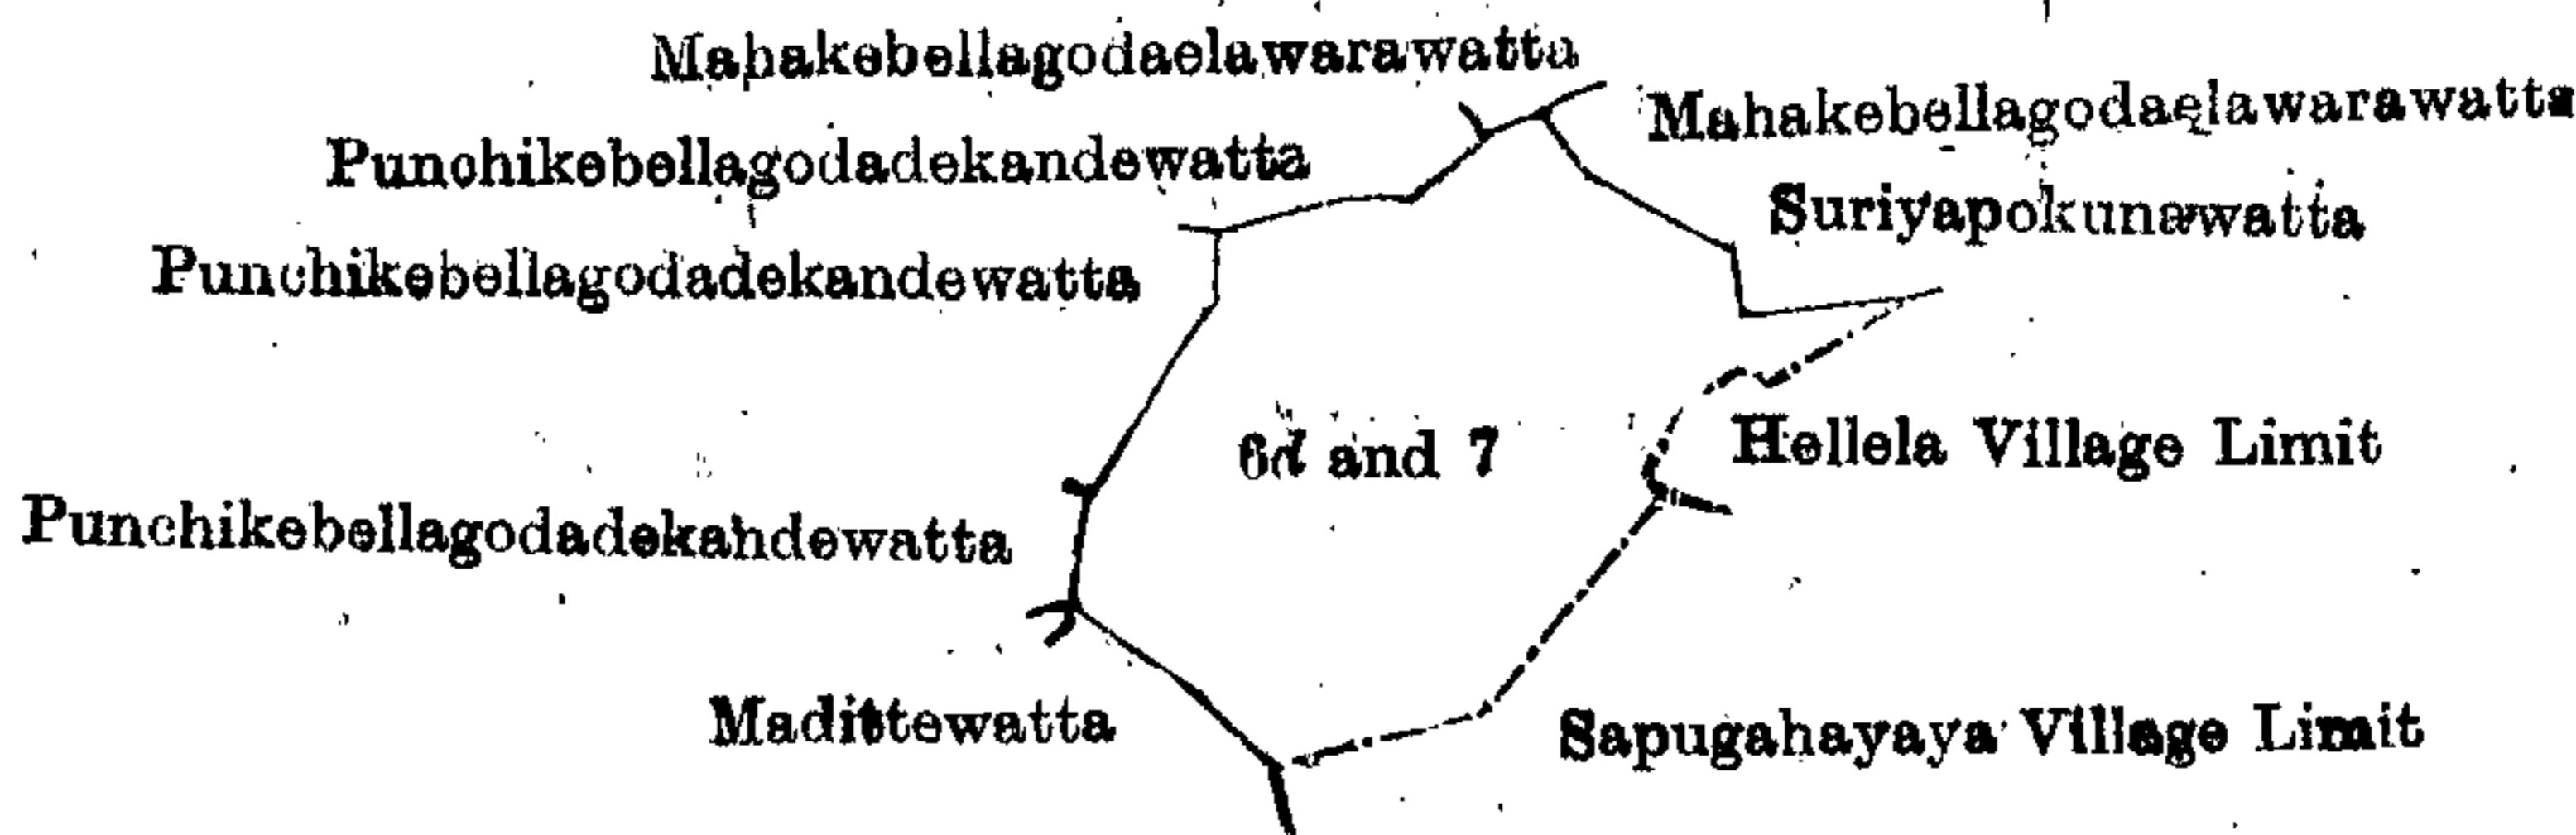 Mahakebellagodaelawarawatta
Mahakebellagodaelawarawatta
Punchikebellagodadekandewatta
Suriyapokunawatta
Punchikebellagodadekandewatta
6d and 7
Hellela Village Limit
Punchikebellagodadekandewatta
Madittewatta
Sapugahayaya Village Limit